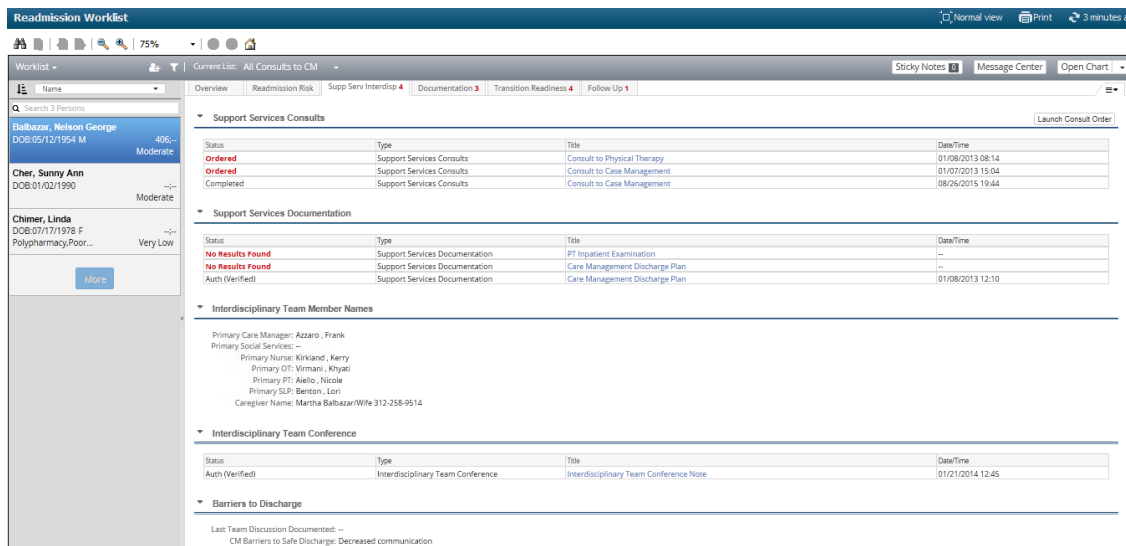 Readmission Worklist
Normal view Print 3 minutes a
75%
Worklist Current List: All Consults to CM Sticky Notes 0 Message Center Open Chart
Name Overview Readmission Risk Supp Serv Interdisp 4 Documentation 3 Transition Readiness 4 Follow Up 1
Search 3 Persons
Balbazar, Nelson George
DOB:05/12/1954 M 406;--
Moderate
Cher, Sunny Ann
DOB:01/02/1990 --;--
Moderate
Chimer, Linda
DOB:07/17/1978 F --;--
Polypharmacy,Poor... Very Low
More
Support Services Consults Launch Consult Order
Status Type Title Date/Time
Ordered Support Services Consults Consult to Physical Therapy 01/08/2013 08:14
Ordered Support Services Consults Consult to Case Management 01/07/2013 15:04
Completed Support Services Consults Consult to Case Management 08/26/2015 19:44
Support Services Documentation
Status Type Title Date/Time
No Results Found Support Services Documentation PT Inpatient Examination --
No Results Found Support Services Documentation Care Management Discharge Plan --
Auth (Verified) Support Services Documentation Care Management Discharge Plan 01/08/2013 12:10
Interdisciplinary Team Member Names
Primary Care Manager: Azzaro , Frank
Primary Social Services: --
Primary Nurse: Kirkland , Kerry
Primary OT: Virmani , Khyati
Primary PT: Aiello , Nicole
Primary SLP: Benton , Lori
Caregiver Name: Martha Balbazar/Wife 312-258-9514
Interdisciplinary Team Conference
Status Type Title Date/Time
Auth (Verified) Interdisciplinary Team Conference Interdisciplinary Team Conference Note 01/21/2014 12:45
Barriers to Discharge
Last Team Discussion Documented: --
CM Barriers to Safe Discharge: Decreased communication